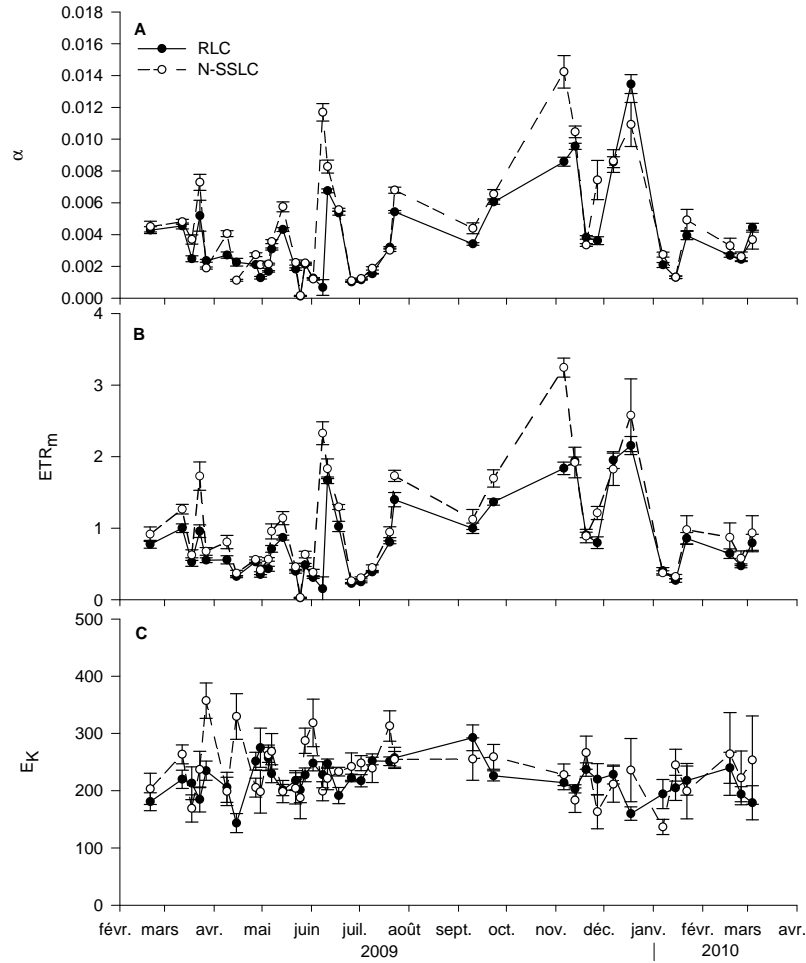 A
RLC
N-SSLC
0.018
0.016
0.014
0.012
0.010
0.008
0.006
0.004
0.002
0.000
α
B
4
3
2
1
0
ETRm
C
500
400
300
200
100
0
EK
févr. mars avr. mai juin juil. août sept. oct. nov. déc. janv. févr. mars avr.
2009 2010